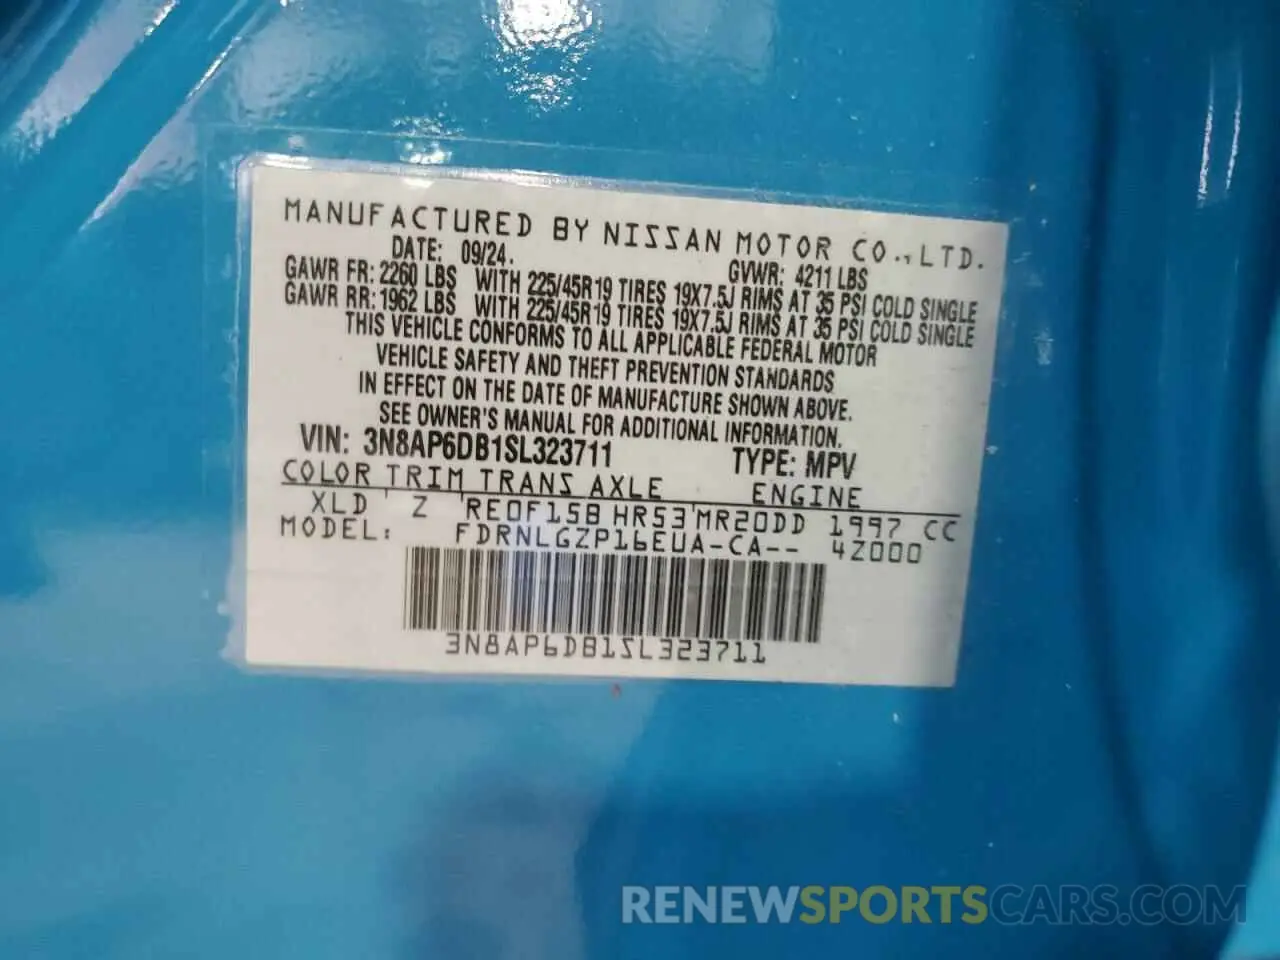 MANUFACTURED BY NISSAN MOTOR CO., LTD.
DATE: 09/24. GVWR: 4211 LBS
GAWR FR: 2260 LBS WITH 225/45R19 TIRES 19X7.5J RIMS AT 35 PSI COLD SINGLE
GAWR RR: 1962 LBS WITH 225/45R19 TIRES 19X7.5J RIMS AT 35 PSI COLD SINGLE
THIS VEHICLE CONFORMS TO ALL APPLICABLE FEDERAL MOTOR
VEHICLE SAFETY AND THEFT PREVENTION STANDARDS
IN EFFECT ON THE DATE OF MANUFACTURE SHOWN ABOVE.
SEE OWNER'S MANUAL FOR ADDITIONAL INFORMATION.
VIN: 3N8AP6DB1SL323711 TYPE: MPV
COLOR TRIM TRANS AXLE ENGINE
XLD Z RE0F15B HR53 MR20DD 1997 CC
MODEL: FDRNLGZP16EUA-CA-- 4Z000
3N8AP6DB1SL323711
RENEWSPORTSCARS.COM